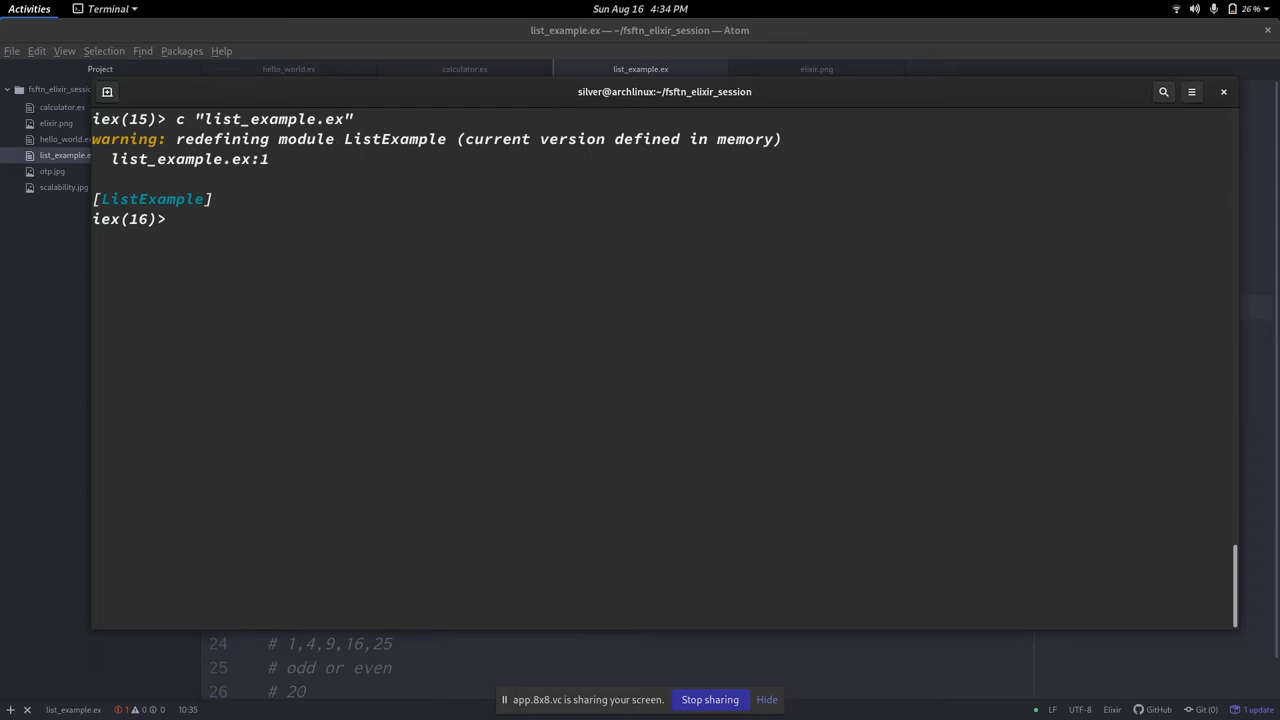 Activities
Terminal
Sun Aug 16 4:34 PM
26 %
list_example.ex — ~/fsftn_elixir_session — Atom
File Edit View Selection Find Packages Help
Project
hello_world.ex
calculator.ex
list_example.ex
elixir.png
fsftn_elixir_sessio
calculator.ex
elixir.png
hello_world.ex
list_example.e
otp.jpg
scalability.jpg
silver@archlinux:~/fsftn_elixir_session
iex(15)> c "list_example.ex"
warning: redefining module ListExample (current version defined in memory)
list_example.ex:1
[ListExample]
iex(16)>
24 # 1,4,9,16,25
25 # odd or even
26 # 20
app.8x8.vc is sharing your screen. Stop sharing Hide
list_example.ex 1 0 0 10:35
LF UTF-8 Elixir GitHub Git (0) 1 update